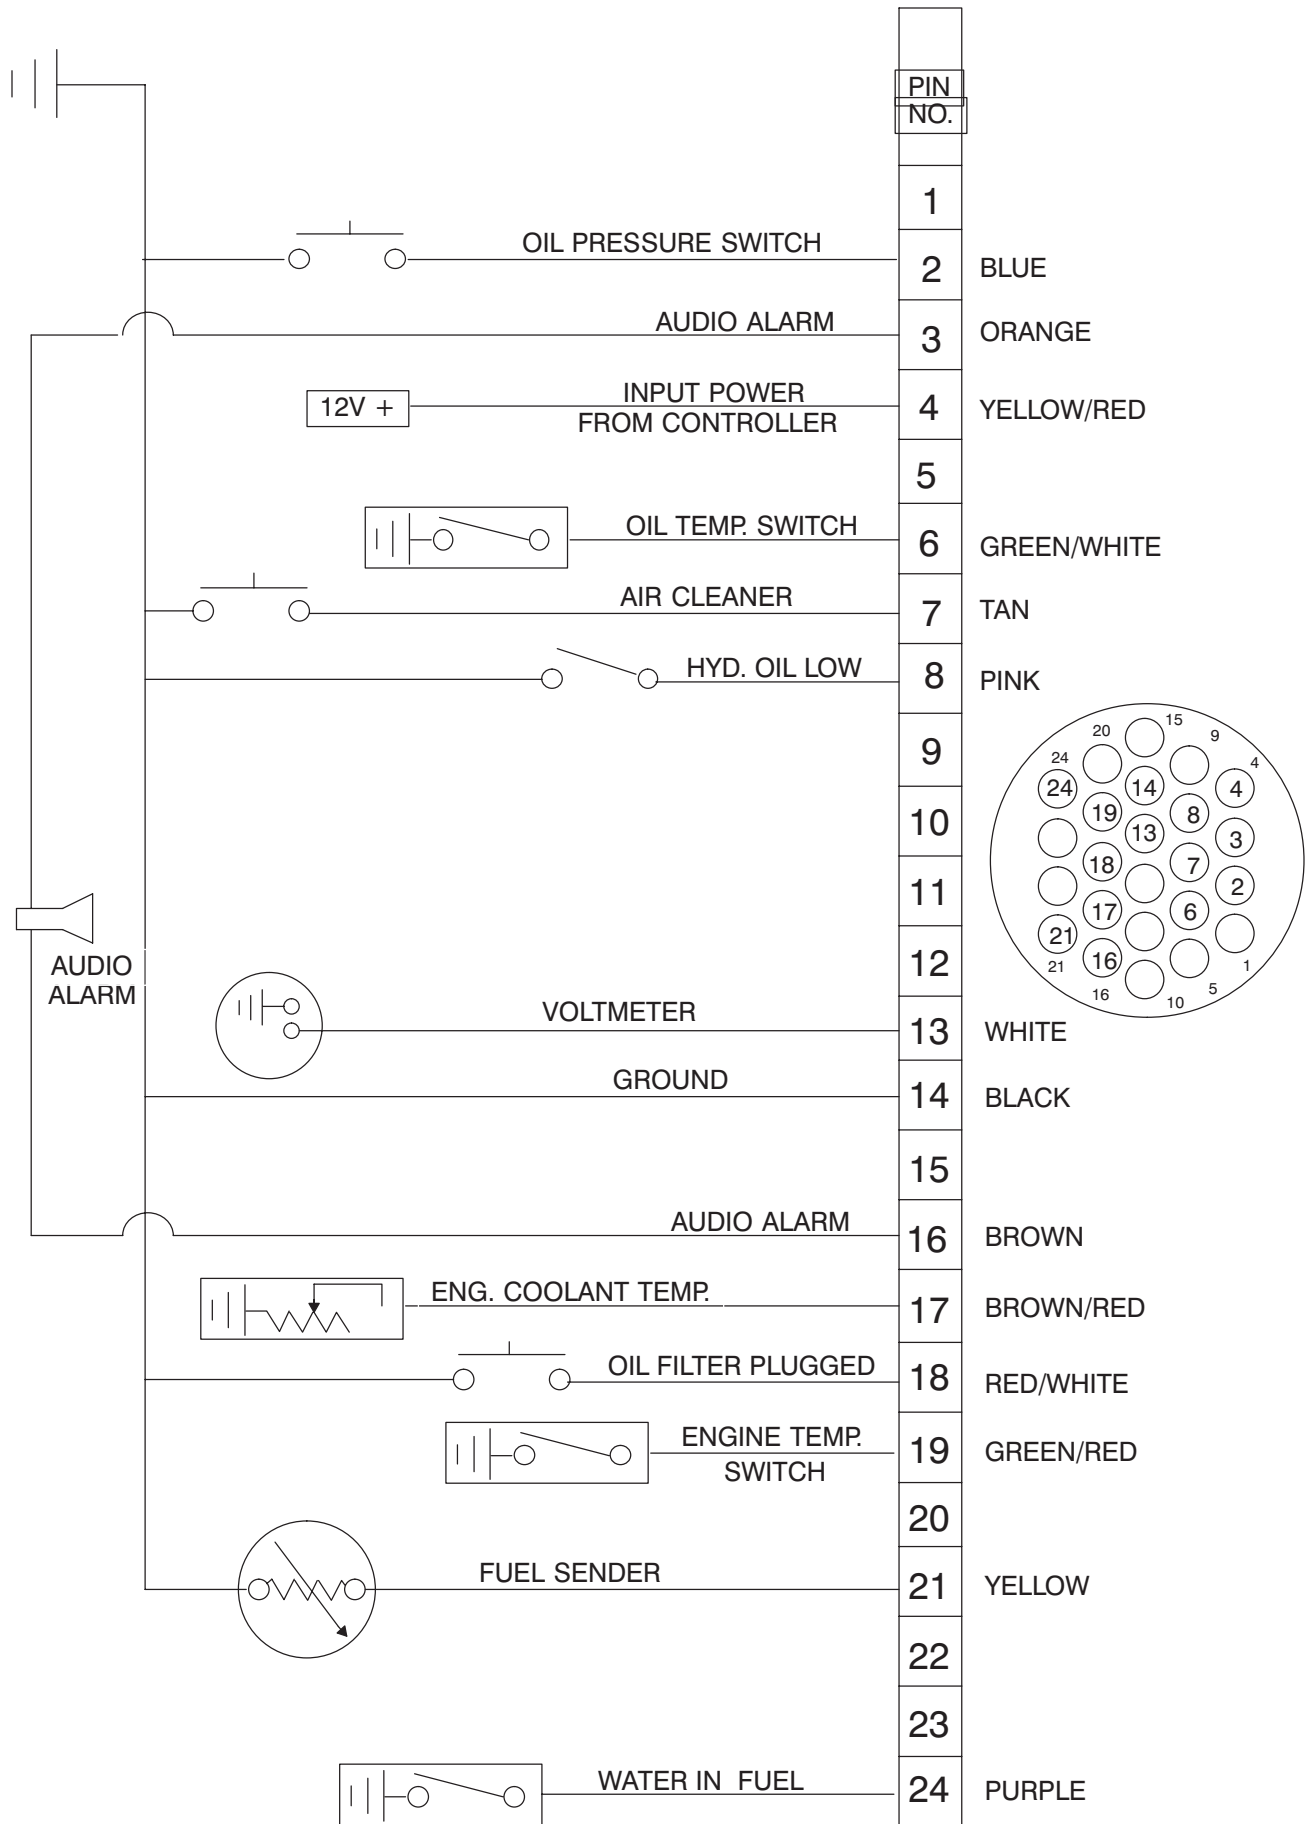 PIN
NO.
1
OIL PRESSURE SWITCH
2 BLUE
AUDIO ALARM
3 ORANGE
12V +
INPUT POWER
FROM CONTROLLER
4 YELLOW/RED
5
OIL TEMP. SWITCH
6 GREEN/WHITE
AIR CLEANER
7 TAN
HYD. OIL LOW
8 PINK
9
10
11
12
AUDIO
ALARM
15
20 9
24 4
24 14 4
19 8
13 3
18 7
2
17 6
21
16
21 1
16 10 5
VOLTMETER
13 WHITE
GROUND
14 BLACK
15
AUDIO ALARM
16 BROWN
ENG. COOLANT TEMP.
17 BROWN/RED
OIL FILTER PLUGGED
18 RED/WHITE
ENGINE TEMP.
SWITCH
19 GREEN/RED
20
FUEL SENDER
21 YELLOW
22
23
WATER IN FUEL
24 PURPLE